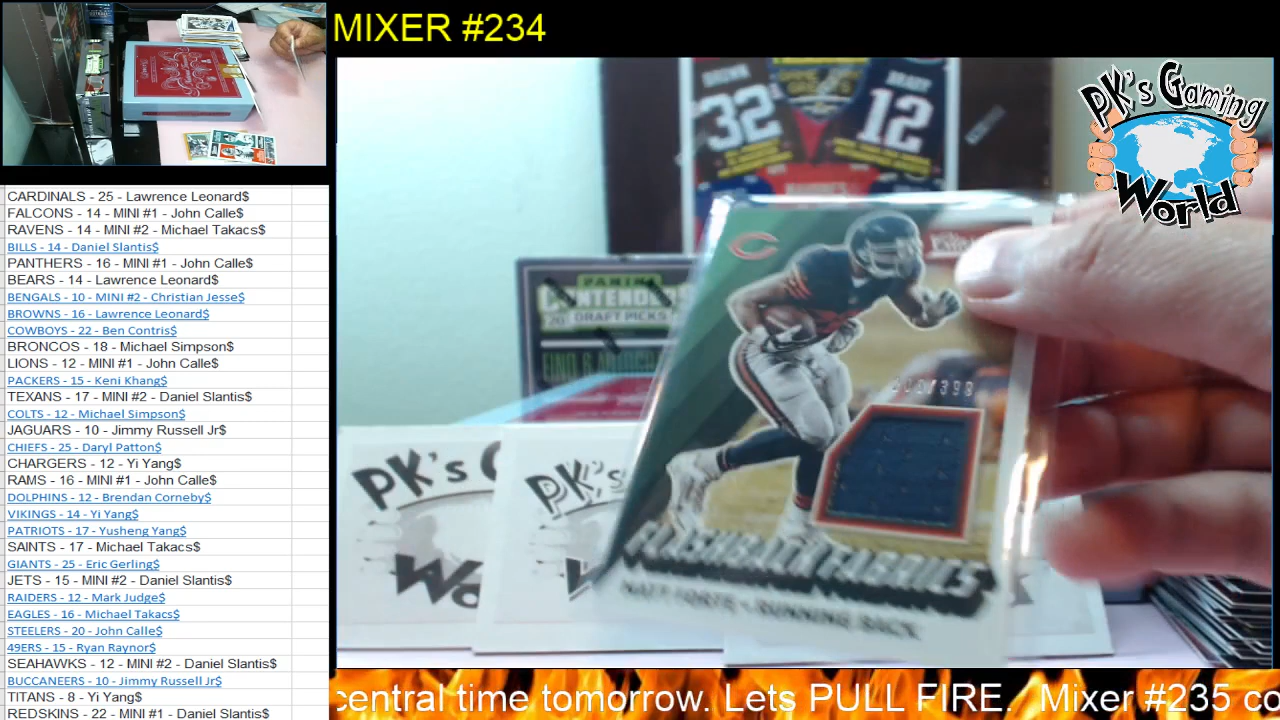 MIXER #234
CARDINALS - 25 - Lawrence Leonard$
FALCONS - 14 - MINI #1 - John Calle$
RAVENS - 14 - MINI #2 - Michael Takacs$
BILLS - 14 - Daniel Slantis$
PANTHERS - 16 - MINI #1 - John Calle$
BEARS - 14 - Lawrence Leonard$
BENGALS - 10 - MINI #2 - Christian Jesse$
BROWNS - 16 - Lawrence Leonard$
COWBOYS - 22 - Ben Contris$
BRONCOS - 18 - Michael Simpson$
LIONS - 12 - MINI #1 - John Calle$
PACKERS - 15 - Keni Khang$
TEXANS - 17 - MINI #2 - Daniel Slantis$
COLTS - 12 - Michael Simpson$
JAGUARS - 10 - Jimmy Russell Jr$
CHIEFS - 25 - Daryl Patton$
CHARGERS - 12 - Yi Yang$
RAMS - 16 - MINI #1 - John Calle$
DOLPHINS - 12 - Brendan Corneby$
VIKINGS - 14 - Yi Yang$
PATRIOTS - 17 - Yusheng Yang$
SAINTS - 17 - Michael Takacs$
GIANTS - 25 - Eric Gerling$
JETS - 15 - MINI #2 - Daniel Slantis$
RAIDERS - 12 - Mark Judge$
EAGLES - 16 - Michael Takacs$
STEELERS - 20 - John Calle$
49ERS - 15 - Ryan Raynor$
SEAHAWKS - 12 - MINI #2 - Daniel Slantis$
BUCCANEERS - 10 - Jimmy Russell Jr$
TITANS - 8 - Yi Yang$
REDSKINS - 22 - MINI #1 - Daniel Slantis$
PK's Gaming
World
BROWN
32
BRADY
12
PANINI
CONTENDERS
DRAFT PICKS
C
FLASHBACK FABRICS
MATT FORTE - RUNNING BACK
PK's G
Wo
PK's
central time tomorrow. Lets PULL FIRE. Mixer #235 co